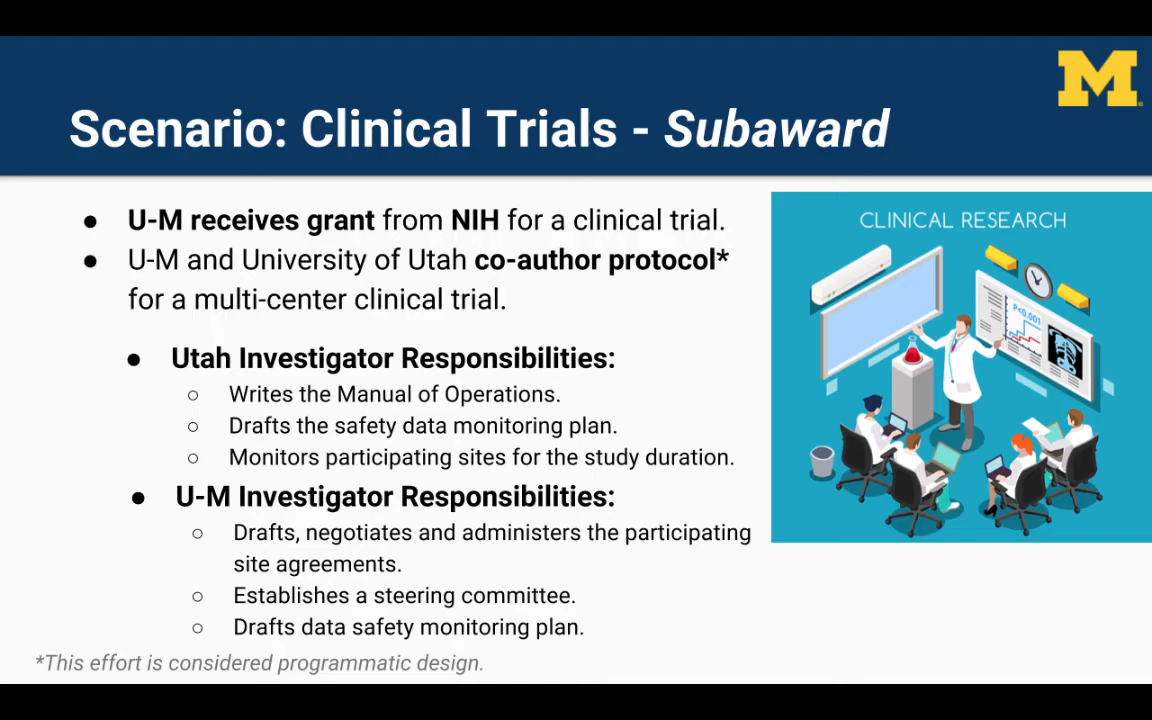 M
Scenario: Clinical Trials - Subaward
● U-M receives grant from NIH for a clinical trial.
● U-M and University of Utah co-author protocol*
for a multi-center clinical trial.
● Utah Investigator Responsibilities:
○ Writes the Manual of Operations.
○ Drafts the safety data monitoring plan.
○ Monitors participating sites for the study duration.
● U-M Investigator Responsibilities:
○ Drafts, negotiates and administers the participating
site agreements.
○ Establishes a steering committee.
○ Drafts data safety monitoring plan.
*This effort is considered programmatic design.
CLINICAL RESEARCH
P<0.001